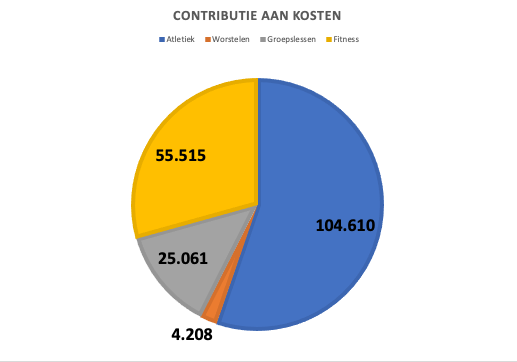 CONTRIBUTIE AAN KOSTEN
Atletiek Worstelen Groepslessen Fitness
55.515
104.610
25.061
4.208